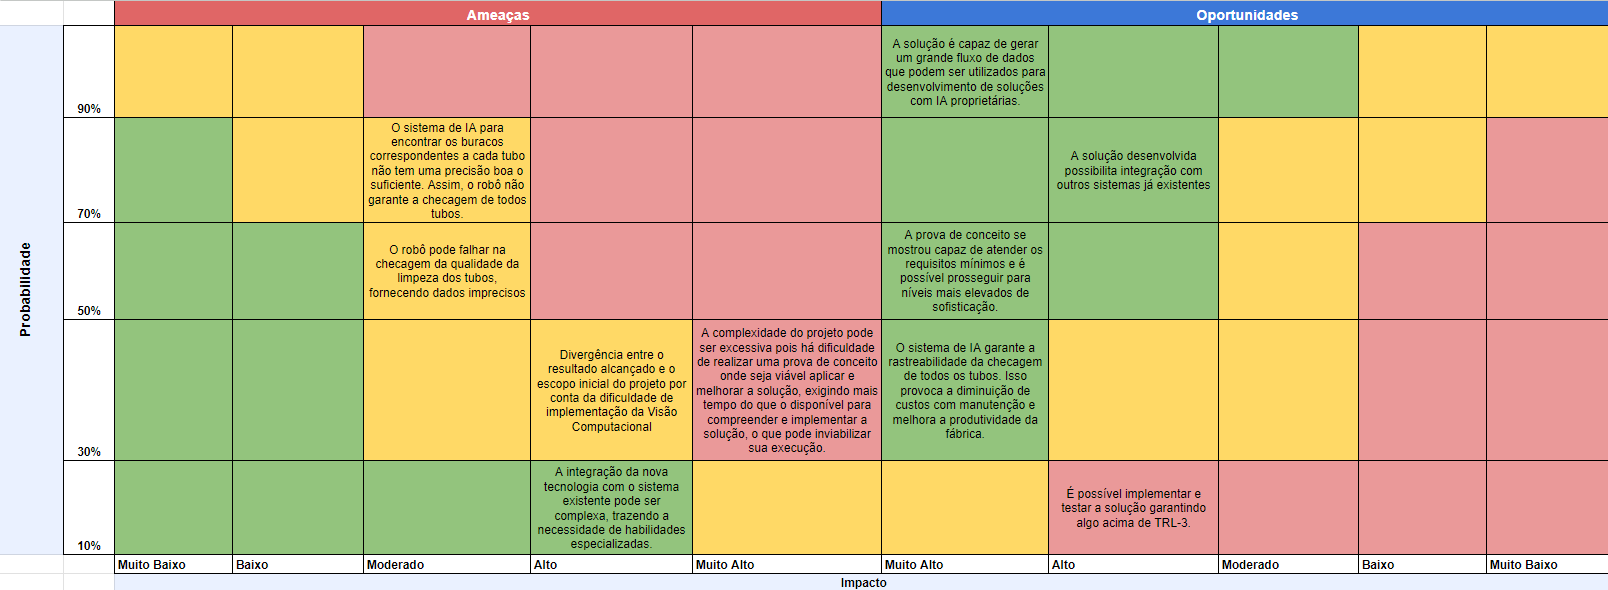 Ameaças
Oportunidades
Probabilidade
90%
A solução é capaz de gerar
um grande fluxo de dados
que podem ser utilizados para
desenvolvimento de soluções
com IA proprietárias.
70%
O sistema de IA para
encontrar os buracos
correspondentes a cada tubo
não tem uma precisão boa o
suficiente. Assim, o robô não
garante a checagem de todos
tubos.
A solução desenvolvida
possibilita integração com
outros sistemas já existentes
50%
O robô pode falhar na
checagem da qualidade da
limpeza dos tubos,
fornecendo dados imprecisos
A prova de conceito se
mostrou capaz de atender os
requisitos mínimos e é
possível prosseguir para
níveis mais elevados de
sofisticação.
30%
Divergência entre o
resultado alcançado e o
escopo inicial do projeto por
conta da dificuldade de
implementação da Visão
Computacional
A complexidade do projeto pode
ser excessiva pois há dificuldade
de realizar uma prova de conceito
onde seja viável aplicar e
melhorar a solução, exigindo mais
tempo do que o disponível para
compreender e implementar a
solução, o que pode inviabilizar
sua execução.
O sistema de IA garante a
rastreabilidade da checagem
de todos os tubos. Isso
provoca a diminuição de
custos com manutenção e
melhora a produtividade da
fábrica.
10%
A integração da nova
tecnologia com o sistema
existente pode ser
complexa, trazendo a
necessidade de habilidades
especializadas.
É possível implementar e
testar a solução garantindo
algo acima de TRL-3.
Muito Baixo
Baixo
Moderado
Alto
Muito Alto
Muito Alto
Alto
Moderado
Baixo
Muito Baixo
Impacto